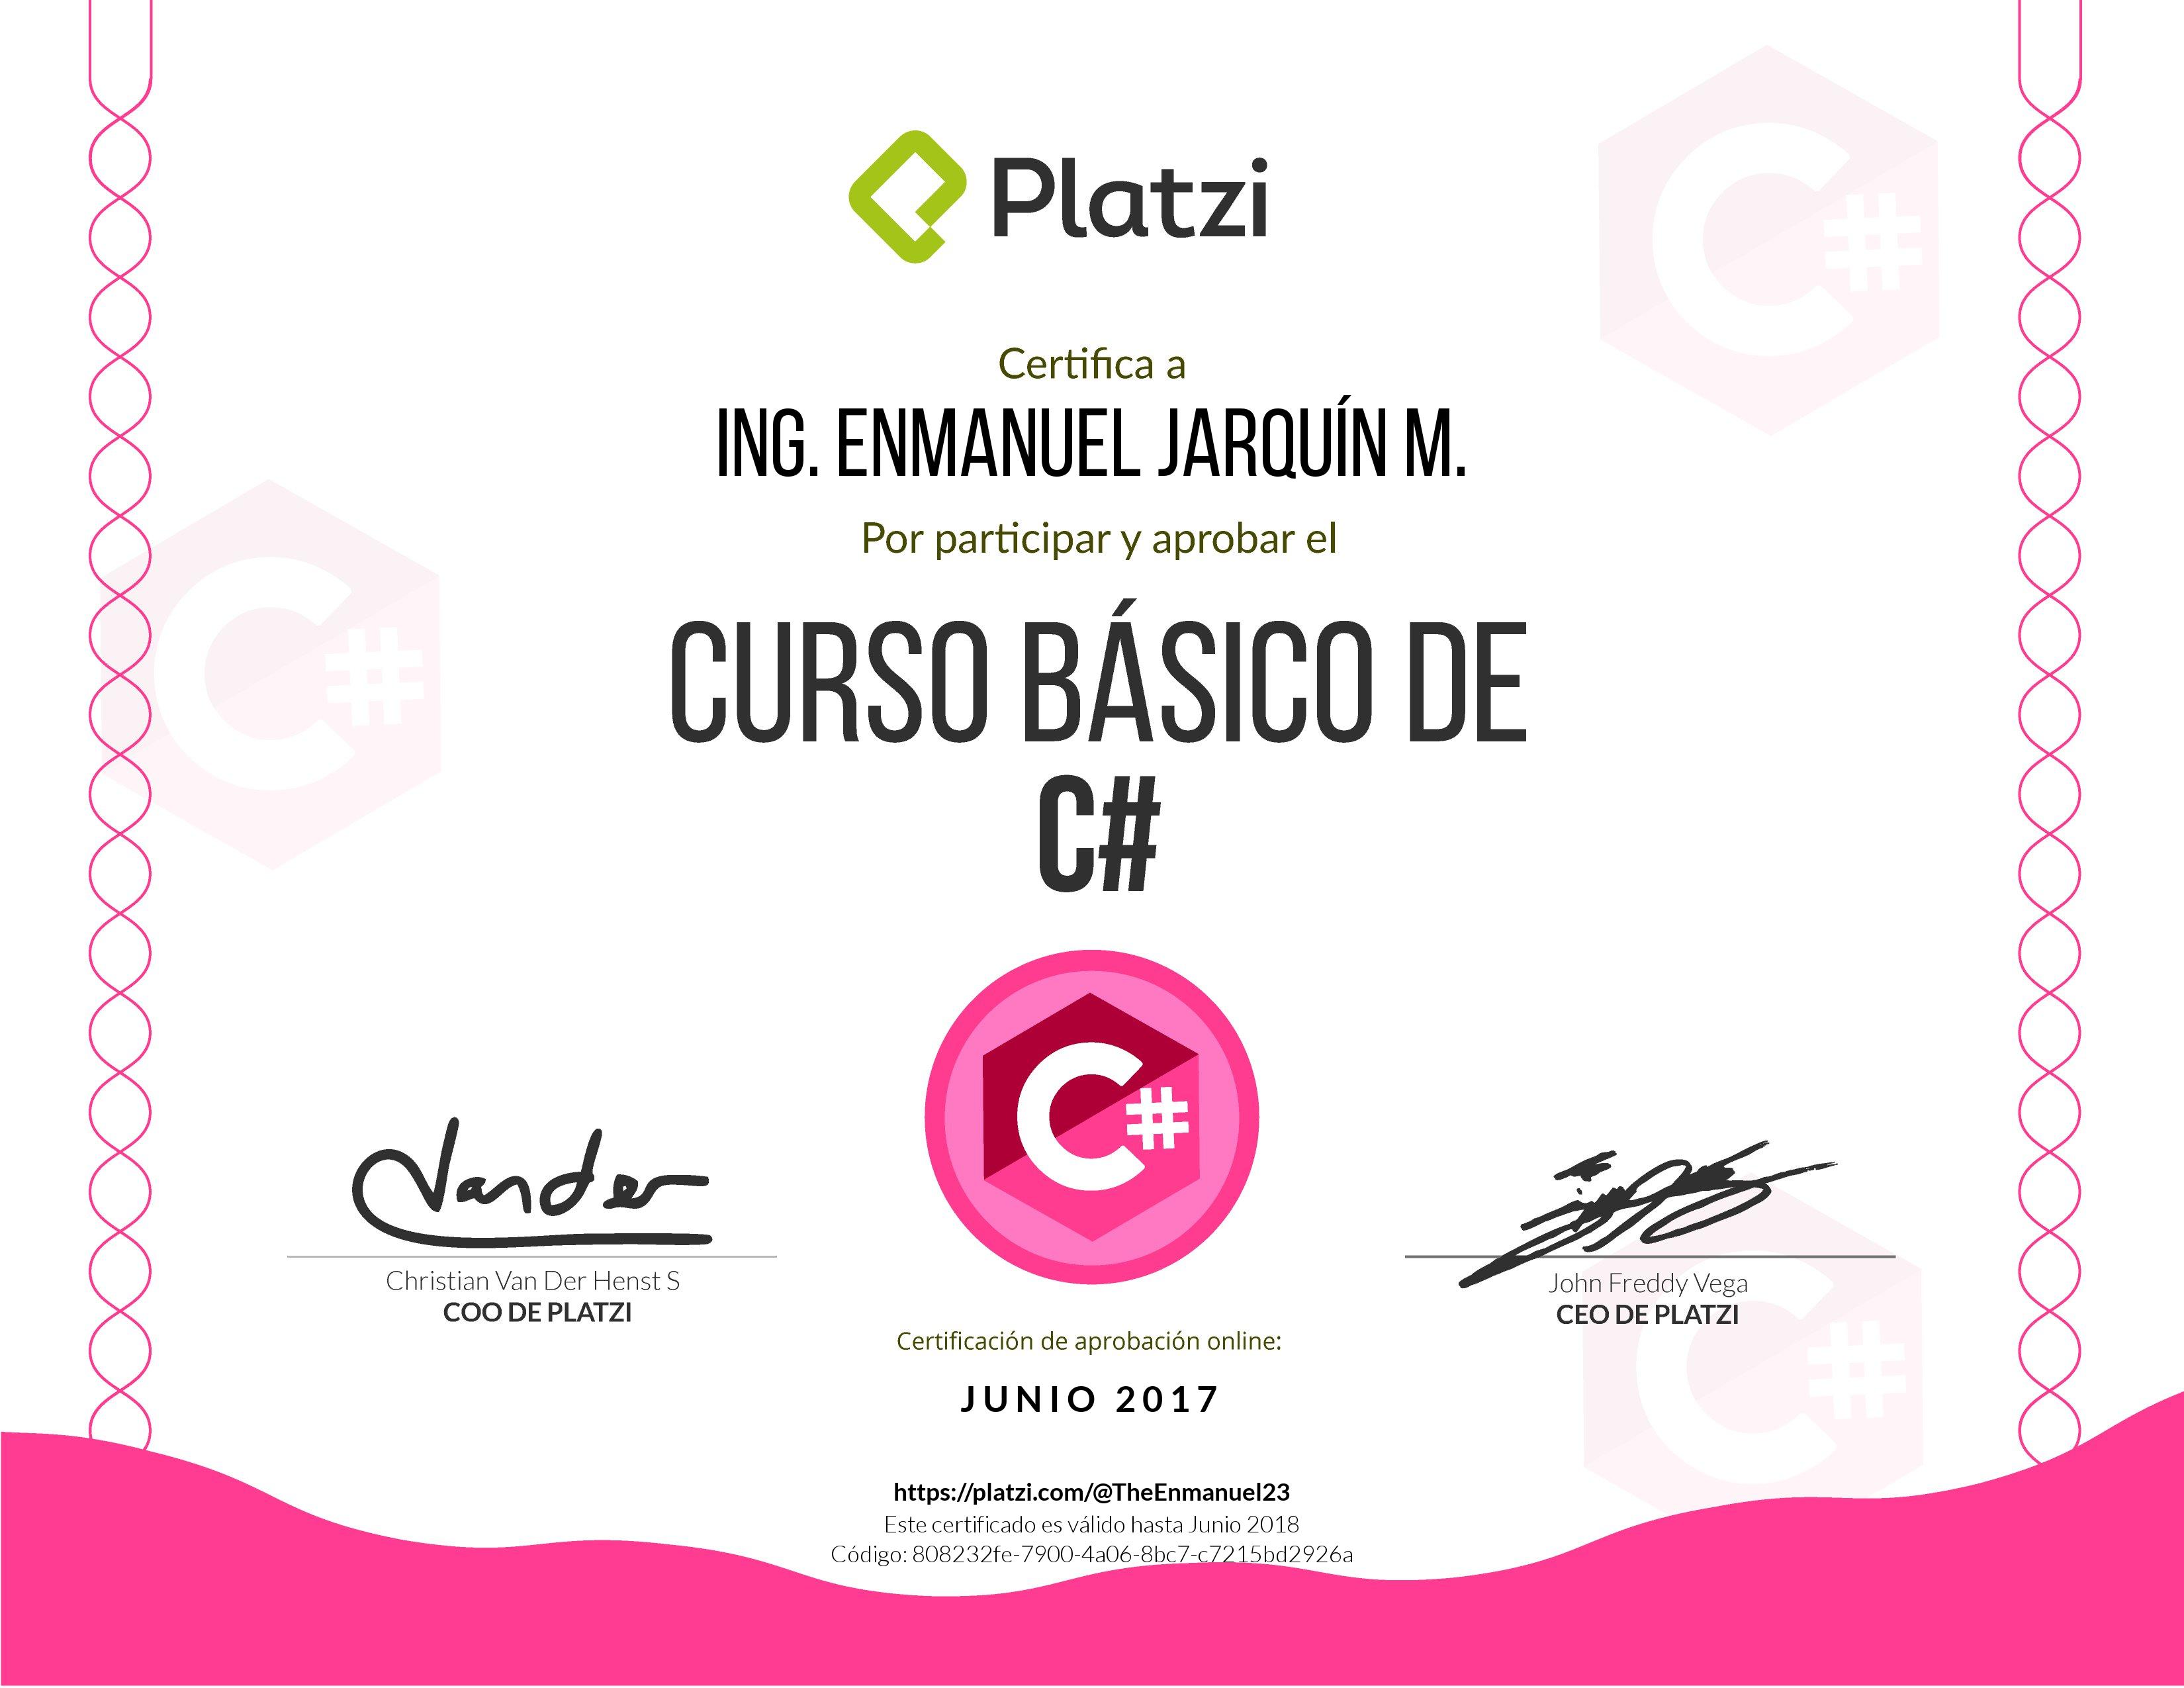 Platzi
Certifica a
ING. ENMANUEL JARQUÍN M.
Por participar y aprobar el
CURSO BÁSICO DE
C#
C#
Vander
Christian Van Der Henst S
COO DE PLATZI
John Freddy Vega
CEO DE PLATZI
Certificación de aprobación online:
JUNIO 2017
https://platzi.com/@TheEnmanuel23
Este certificado es válido hasta Junio 2018
Código: 808232fe-7900-4a06-8bc7-c7215bd2926a
C#
C#
C#